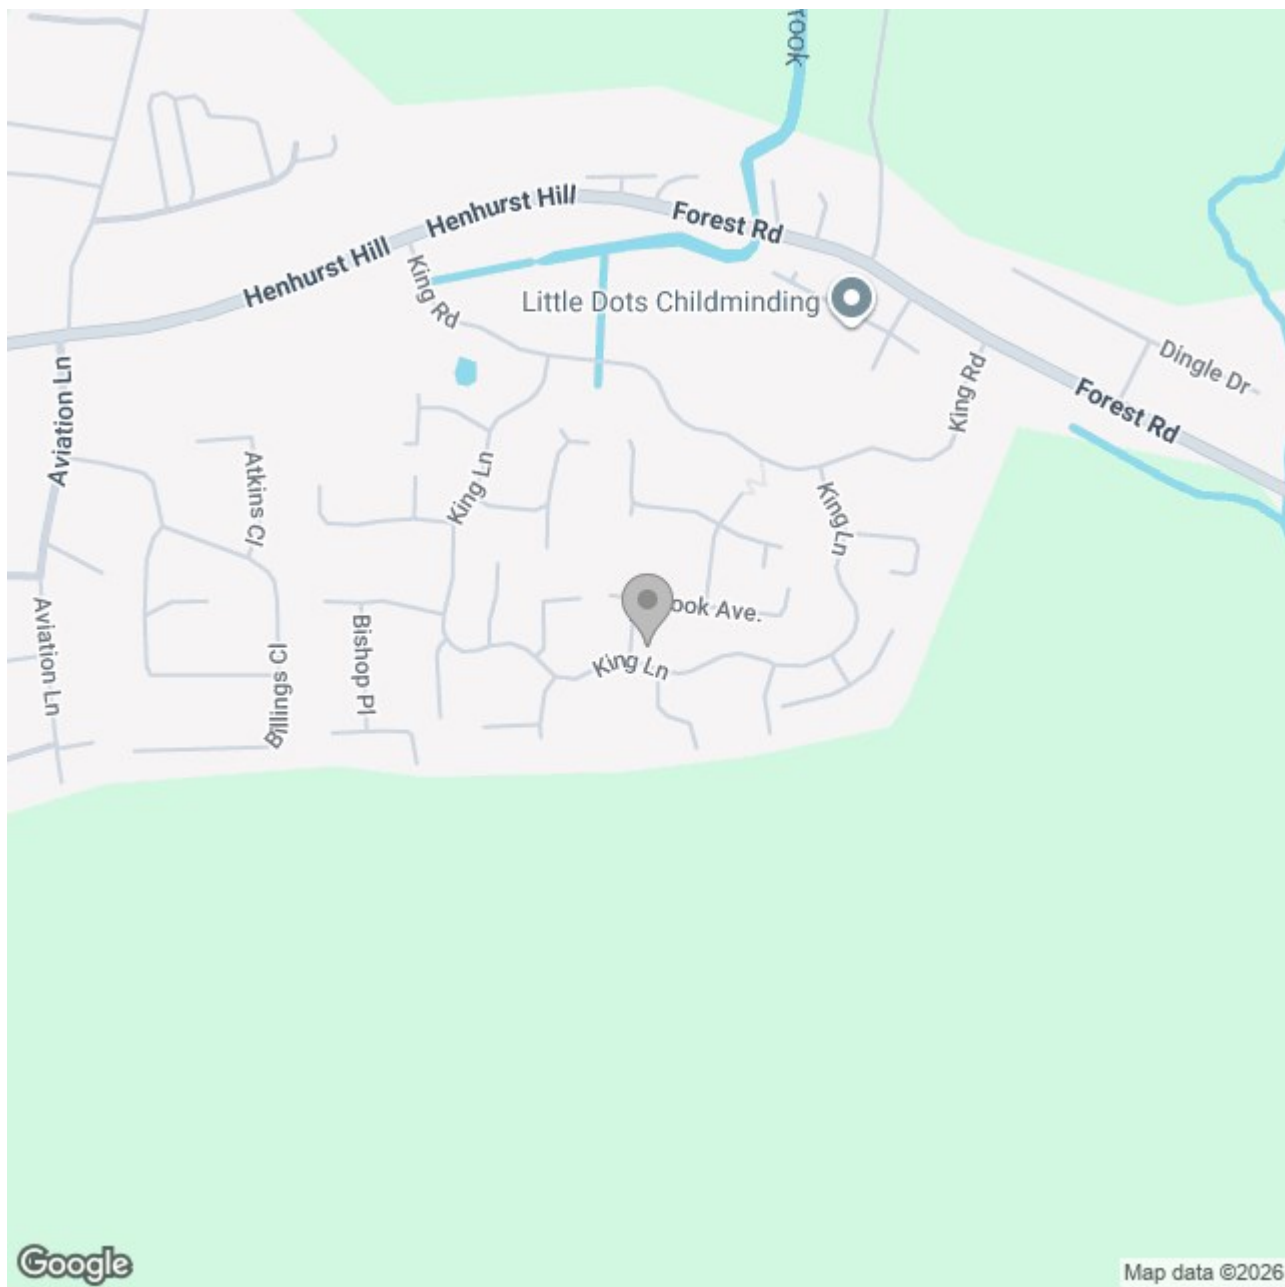 Henhurst Hill
Forest Rd
Henhurst Hill
King Rd
Little Dots Childminding
Dingle Dr
Aviation Ln
King Rd
Forest Rd
Atkins Cl
King Ln
King Ln
Aviation Ln
Bishop Pl
Ave.
King Ln
Billings Cl
Google
Map data ©2026